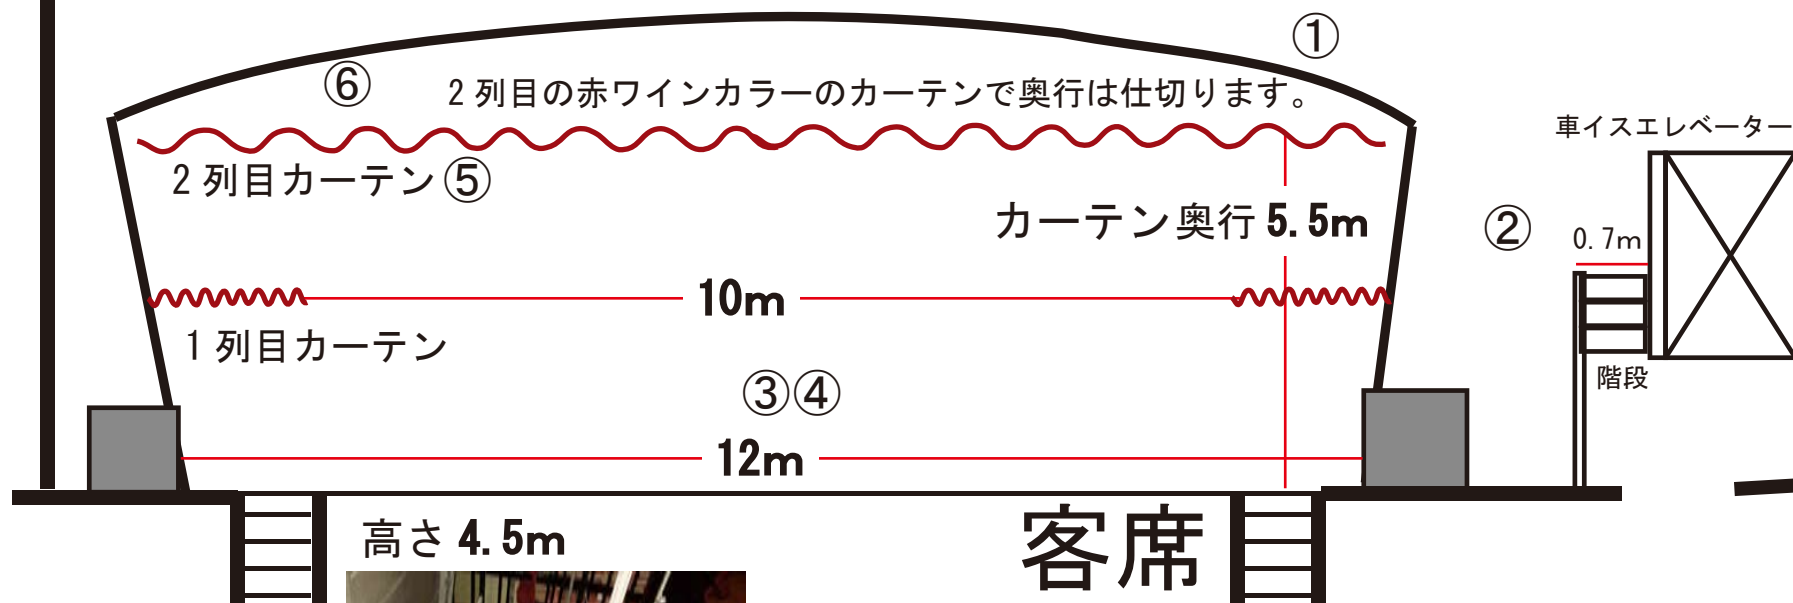 ①
⑥
2列目の赤ワインカラーのカーテンで奥行は仕切ります。
車イスエレベーター
2列目カーテン⑤
カーテン奥行5.5m
②
0.7m
10m
1列目カーテン
階段
③④
12m
高さ4.5m
客席